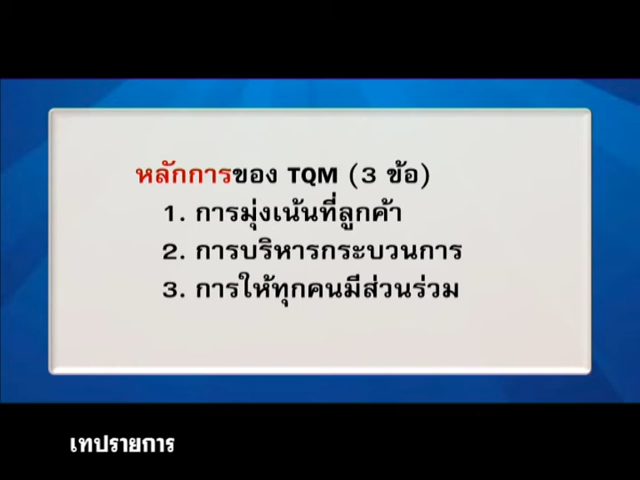 หลักการของ TQM (3 ข้อ)
1. การมุ่งเน้นที่ลูกค้า
2. การบริหารกระบวนการ
3. การให้ทุกคนมีส่วนร่วม
เทปรายการ